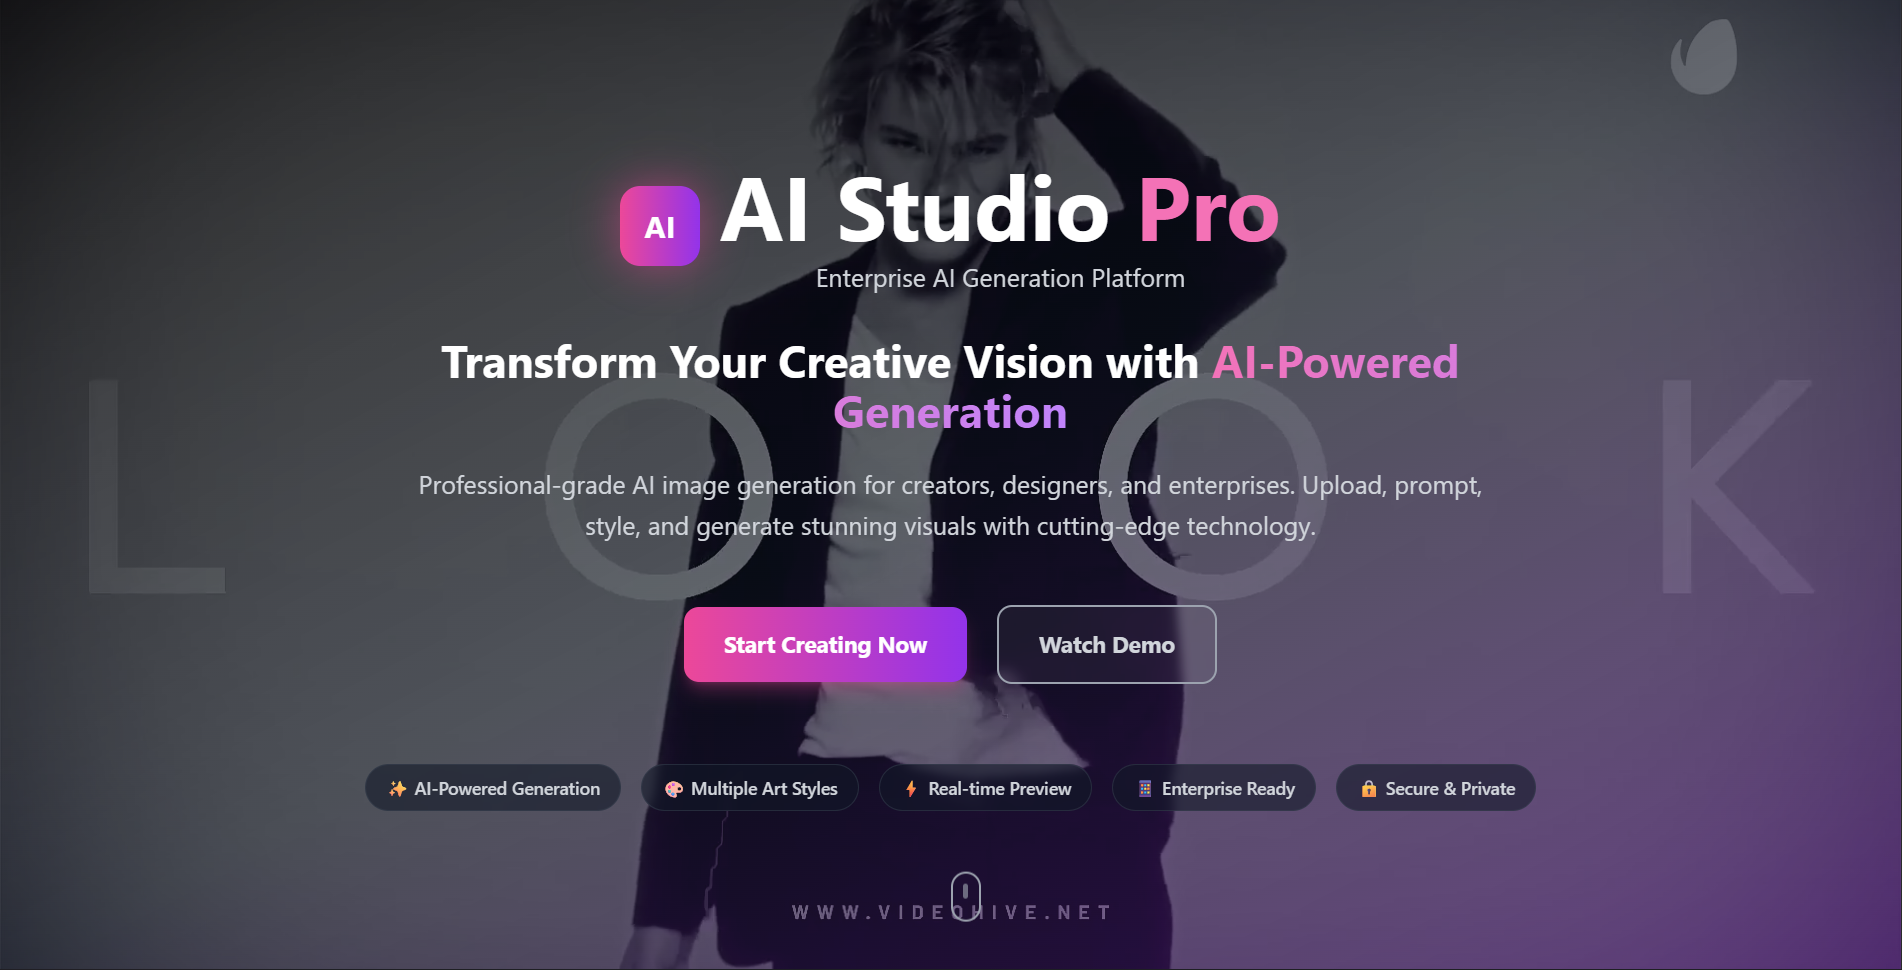 AI
AI Studio Pro
Enterprise AI Generation Platform
Transform Your Creative Vision with AI-Powered
Generation
LOOK
Professional-grade AI image generation for creators, designers, and enterprises. Upload, prompt,
style, and generate stunning visuals with cutting-edge technology.
Start Creating Now
Watch Demo
✨ AI-Powered Generation
🎨 Multiple Art Styles
⚡ Real-time Preview
🏢 Enterprise Ready
🔒 Secure & Private
WWW.VIDEOHIVE.NET